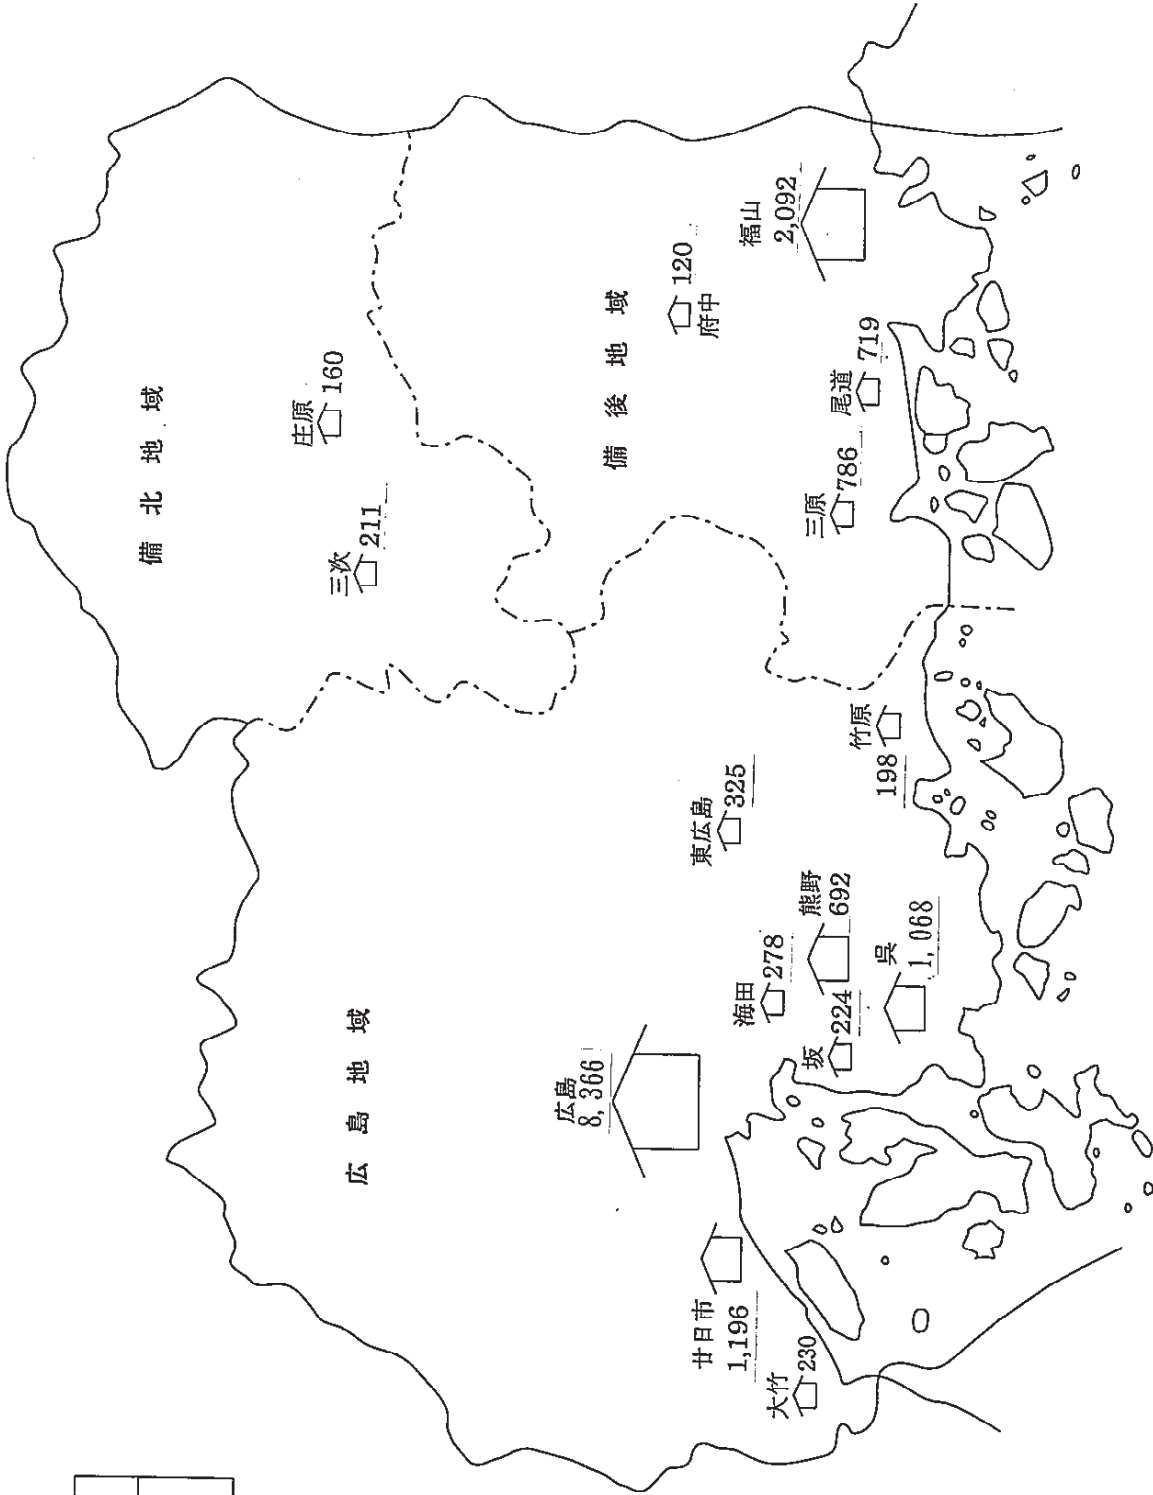 備北地域
庄原
160
三次
211
備後地域
120
府中
福山
2,092
尾道
719
三原
786
広島地域
広島
8,366
東広島
325
竹原
198
熊野
692
海田
278
坂
224
呉
1,068
廿日市
1,196
大竹
230